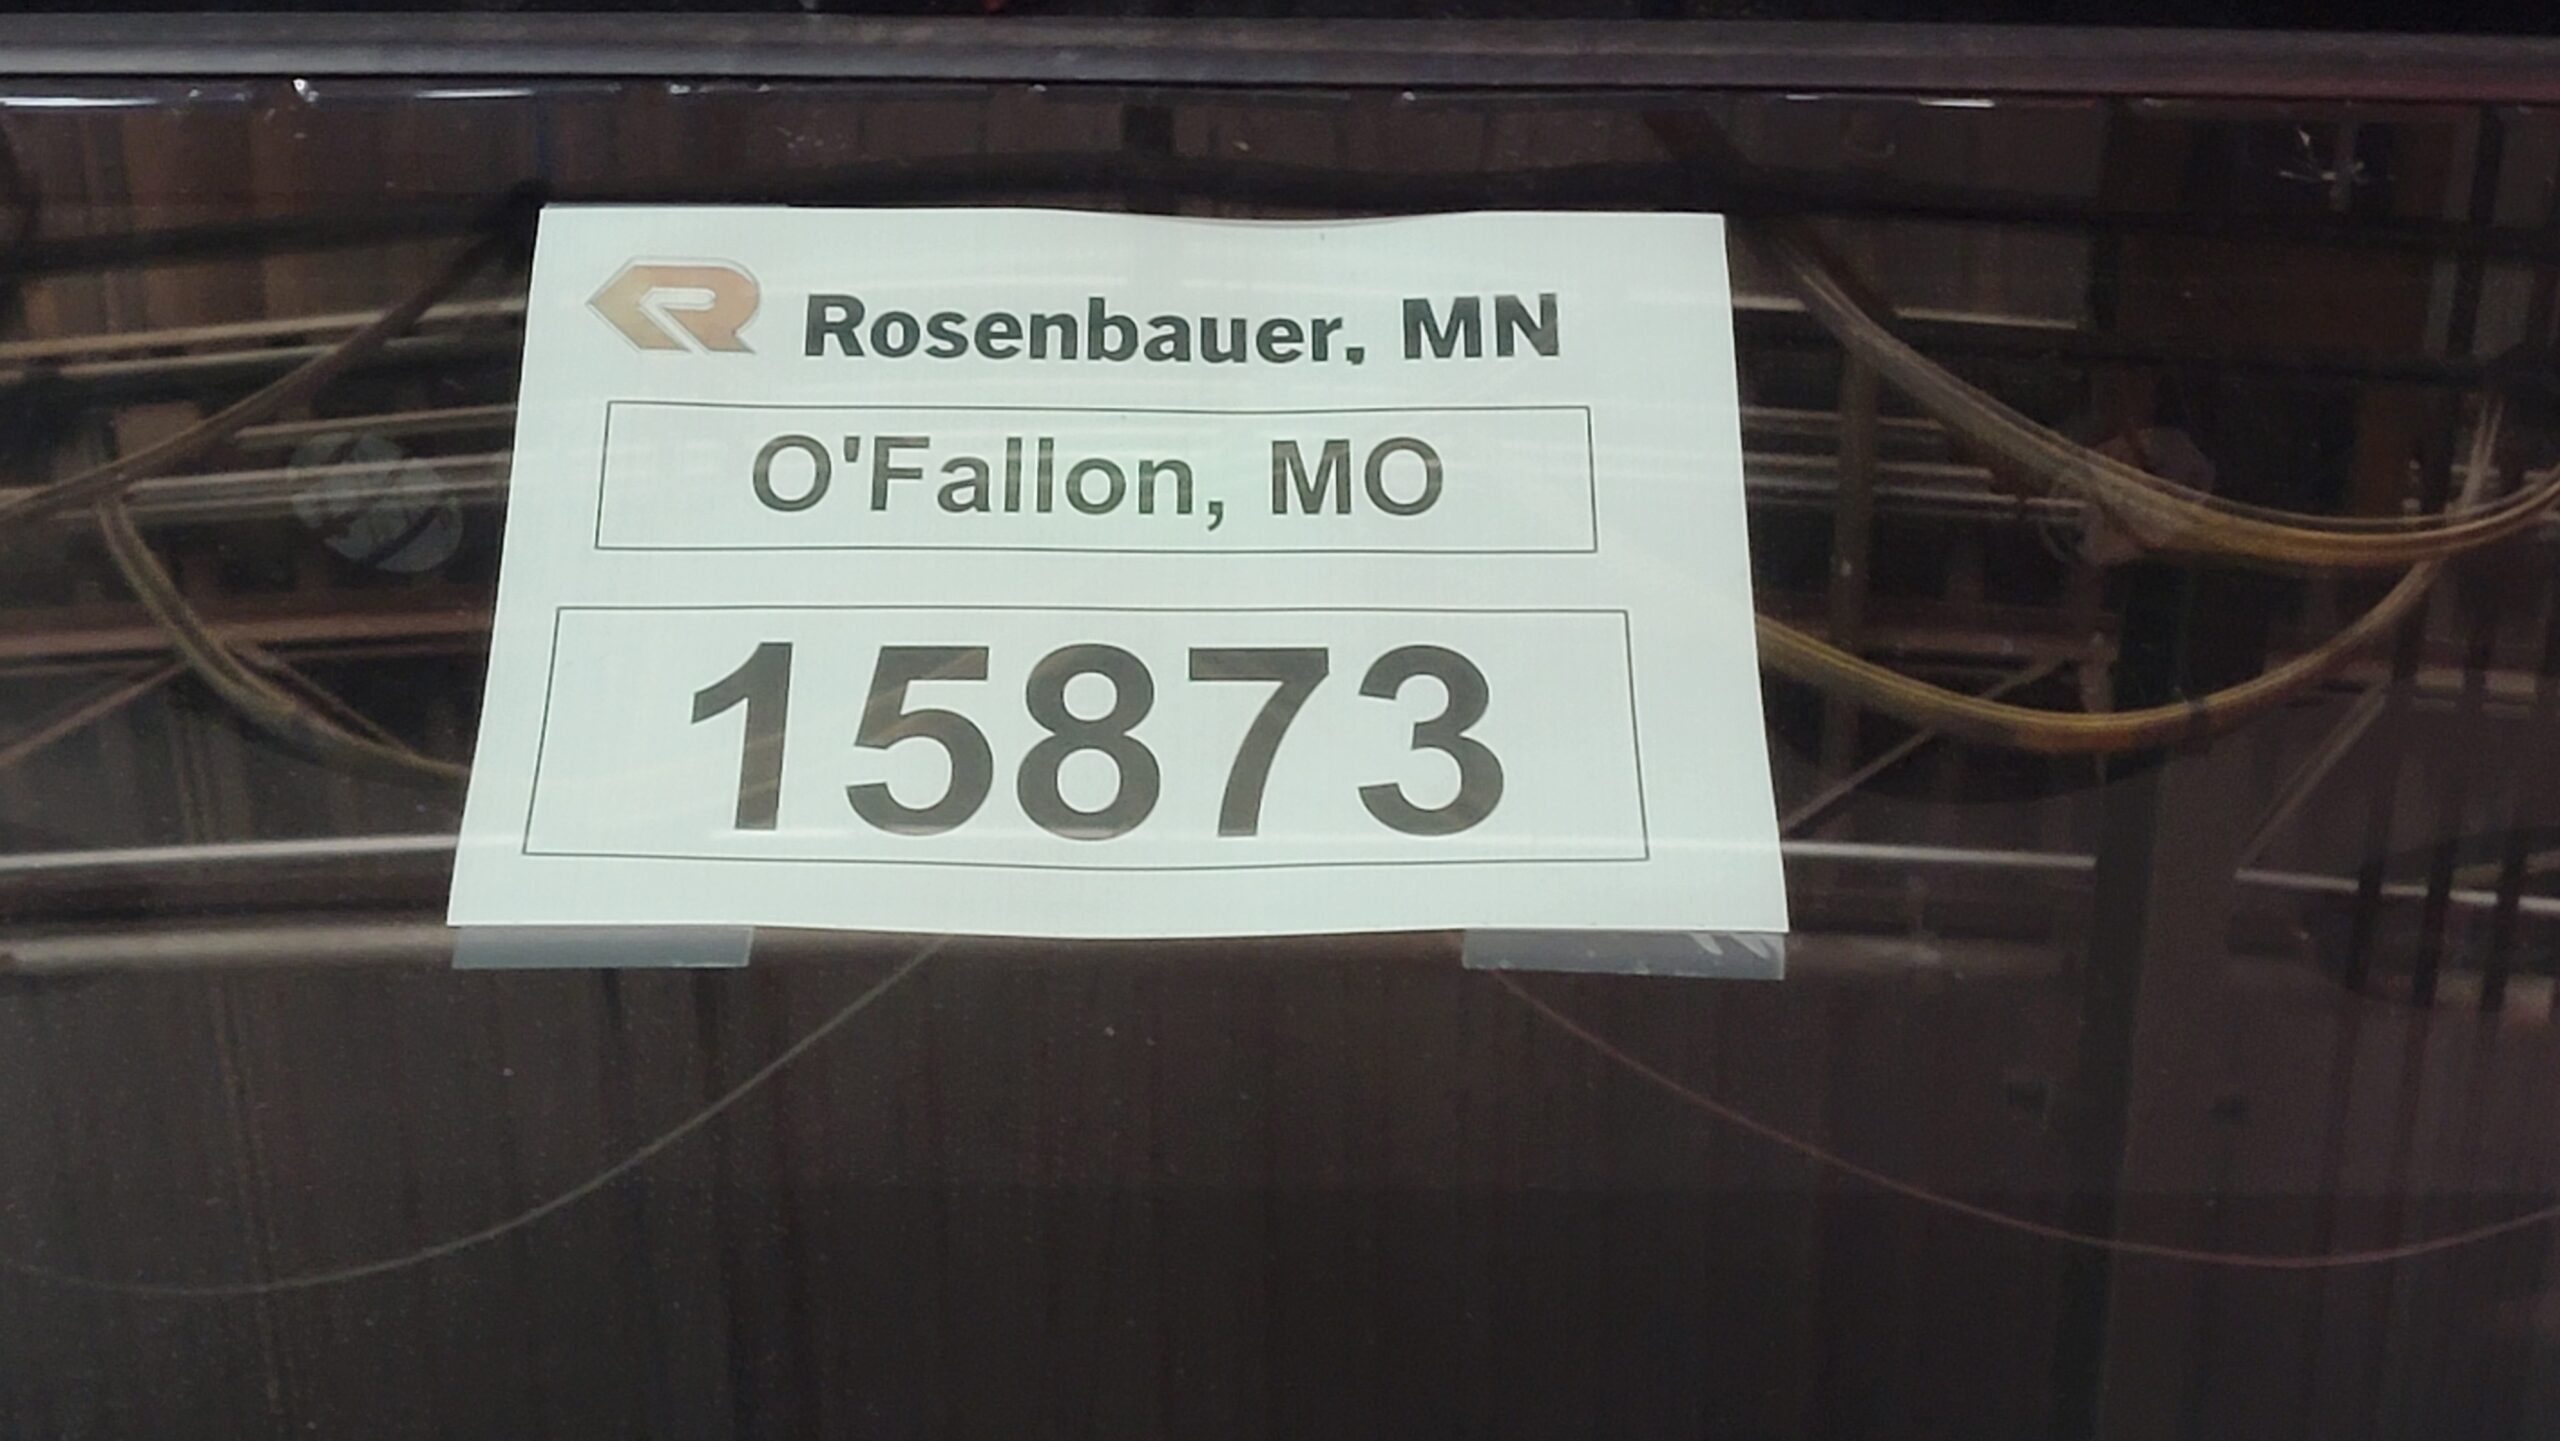 Rosenbauer. MN
O'Fallon, MO
15873